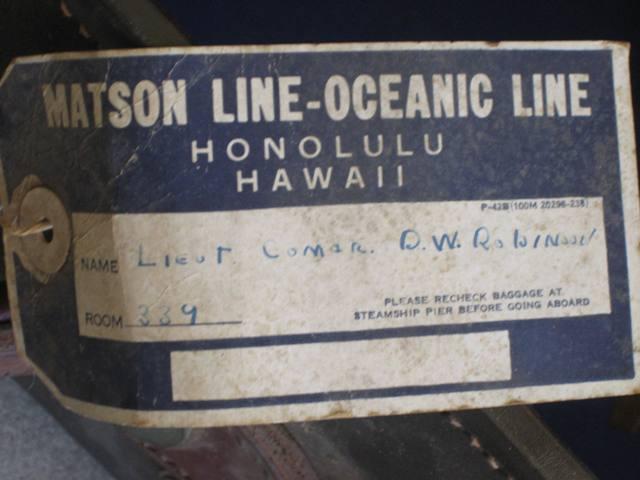 MATSON LINE-OCEANIC LINE
HONOLULU
HAWAII
P-42B (100M 20296-238)
NAME Lieut Comdr. D.W. Robinson
ROOM 339
PLEASE RECHECK BAGGAGE AT
STEAMSHIP PIER BEFORE GOING ABOARD